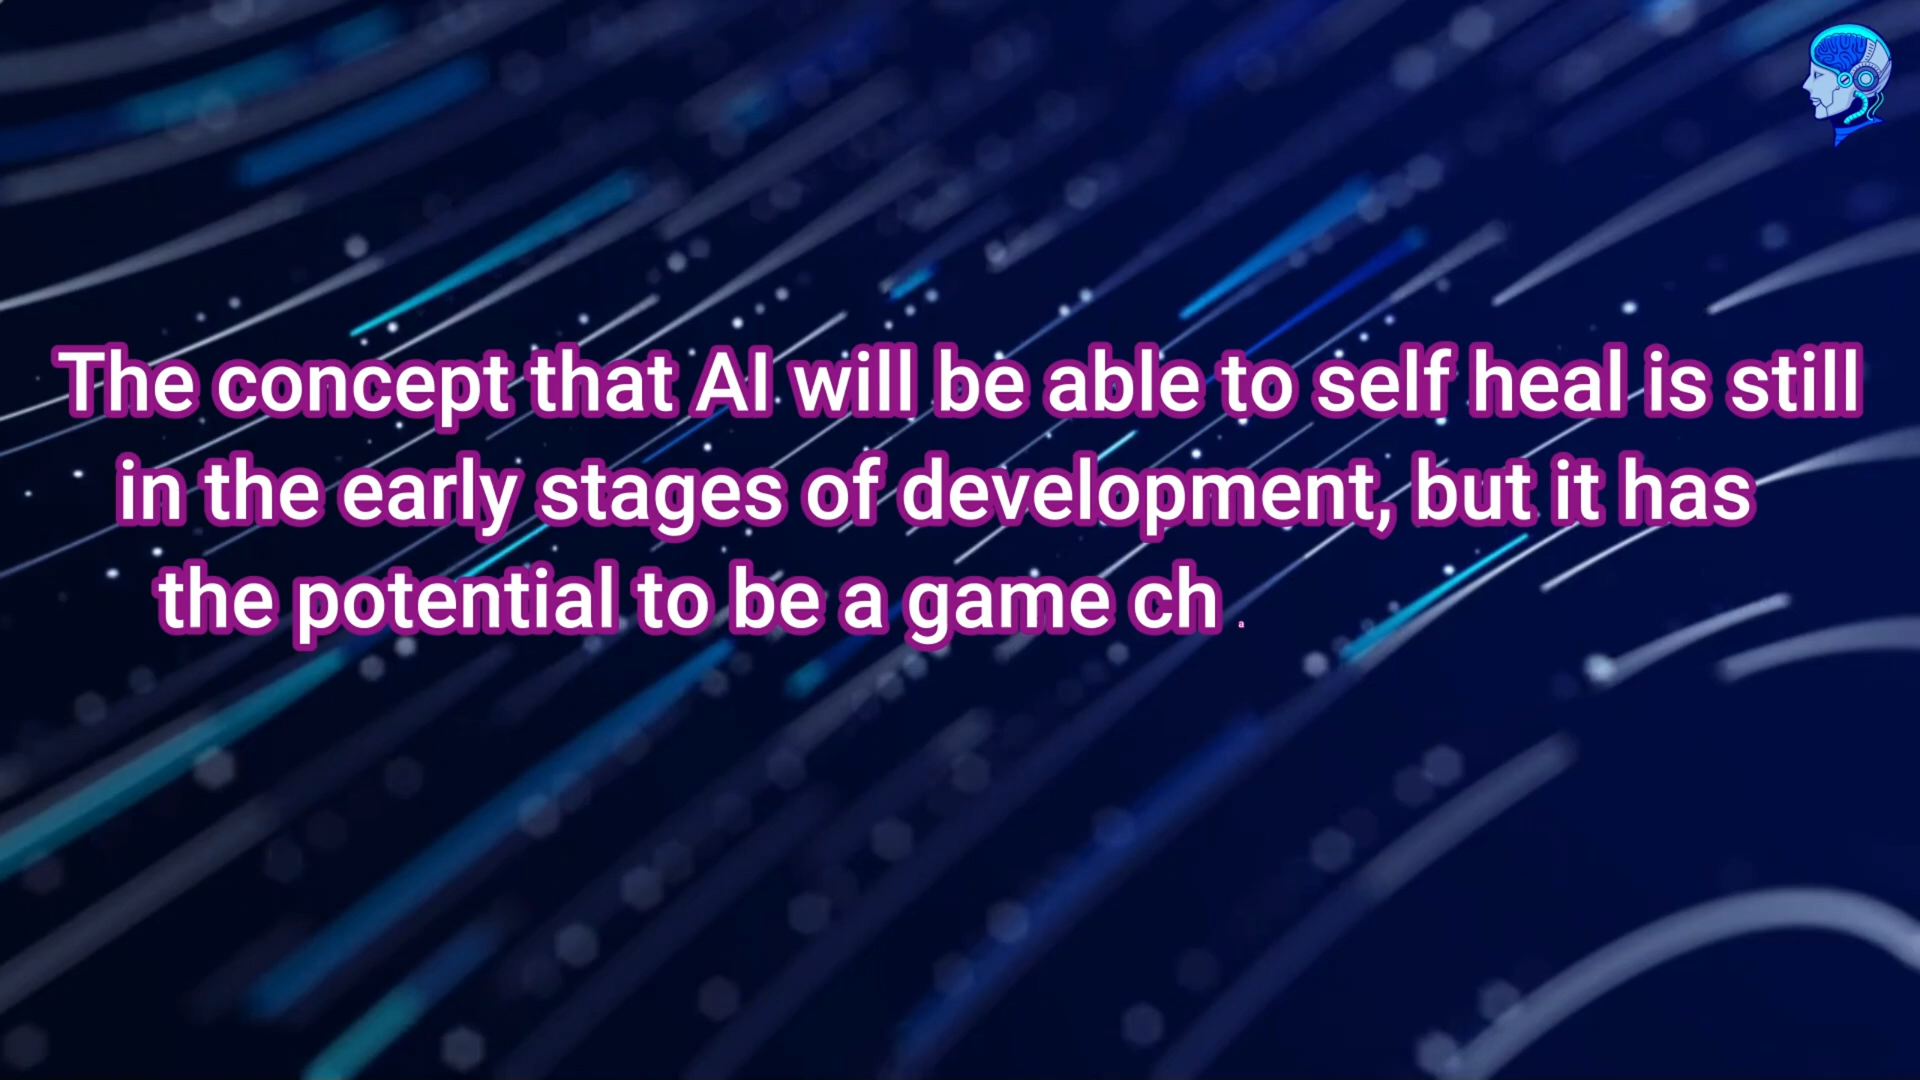 The concept that AI will be able to self heal is still
in the early stages of development, but it has
the potential to be a game cha